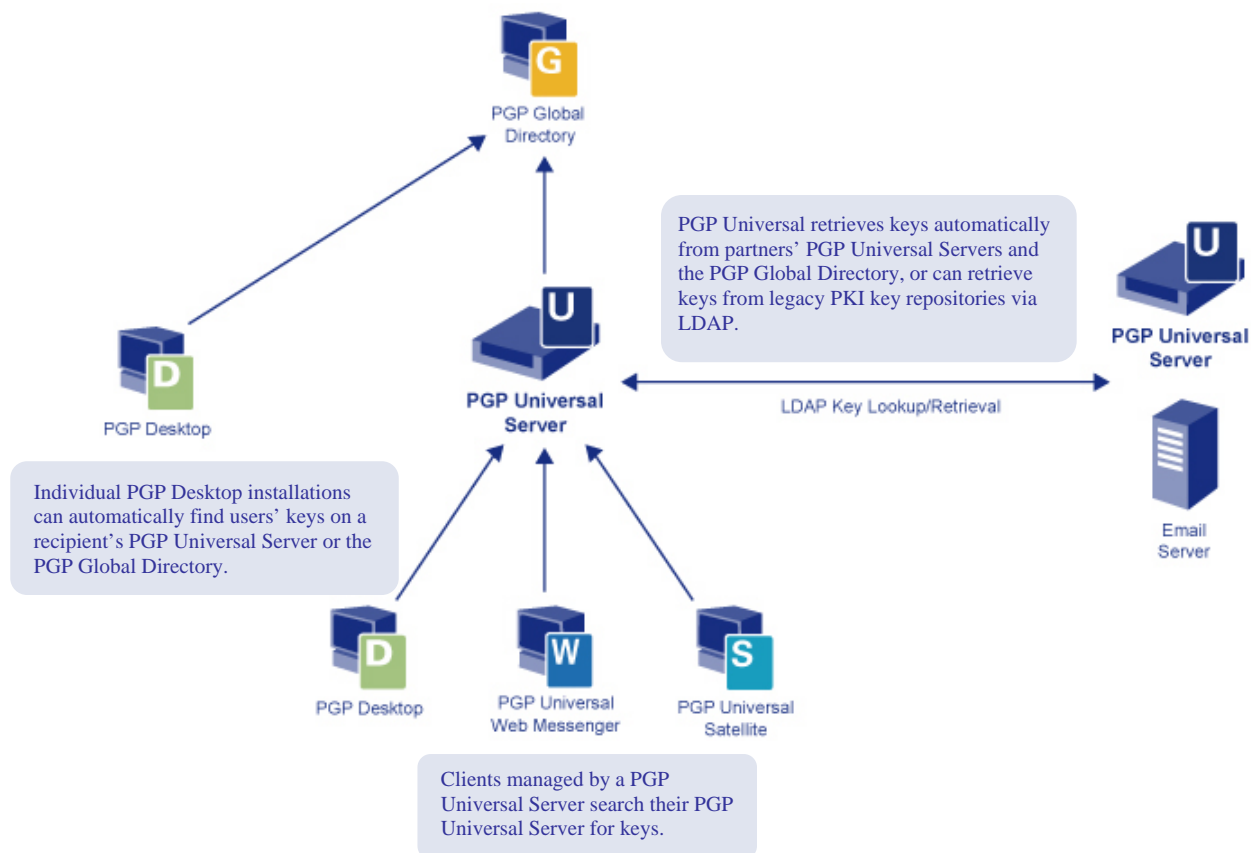 G
PGP Global
Directory
PGP Universal retrieves keys automatically
from partners’ PGP Universal Servers and
the PGP Global Directory, or can retrieve
keys from legacy PKI key repositories via
LDAP.
U
PGP Universal
Server
U
PGP Universal
Server
LDAP Key Lookup/Retrieval
D
PGP Desktop
Email
Server
Individual PGP Desktop installations
can automatically find users’ keys on a
recipient’s PGP Universal Server or the
PGP Global Directory.
D
PGP Desktop
W
PGP Universal
Web Messenger
S
PGP Universal
Satellite
Clients managed by a PGP
Universal Server search their PGP
Universal Server for keys.